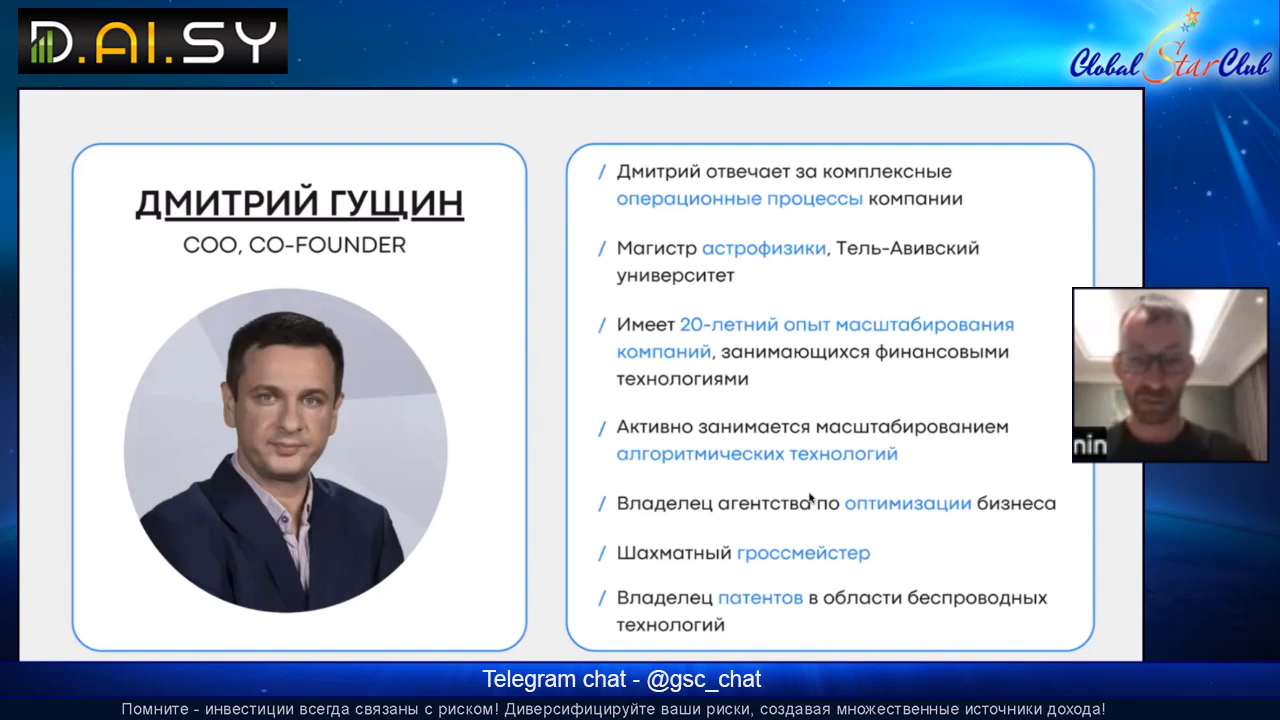 D.AI.SY
Global Star Club
ДМИТРИЙ ГУЩИН
COO, CO-FOUNDER
/ Дмитрий отвечает за комплексные
операционные процессы компании
/ Магистр астрофизики, Тель-Авивский
университет
/ Имеет 20-летний опыт масштабирования
компаний, занимающихся финансовыми
технологиями
/ Активно занимается масштабированием
алгоритмических технологий
/ Владелец агентства по оптимизации бизнеса
/ Шахматный гроссмейстер
/ Владелец патентов в области беспроводных
технологий
nin
Telegram chat - @gsc_chat
Помните - инвестиции всегда связаны с риском! Диверсифицируйте ваши риски, создавая множественные источники дохода!